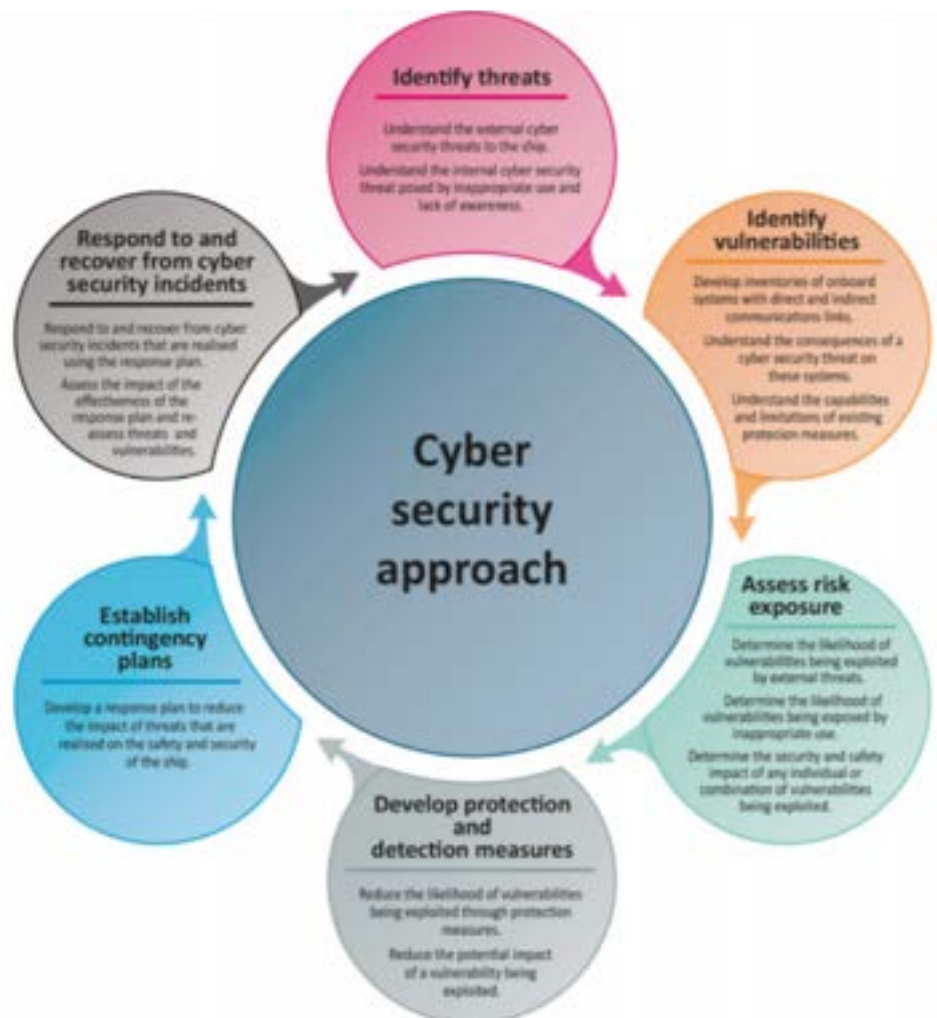 Identify threats
Understand the external cyber
security threats to the ship.
Understand the internal cyber security
threat posed by inappropriate use and
lack of awareness.
Identify
vulnerabilities
Develop inventories of onboard
systems with direct and indirect
communications links.
Understand the consequences of a
cyber security threat on
these systems.
Understand the capabilities
and limitations of existing
protecion measures.
Assess risk
exposure
Determine the likelihood of
vulnerabilities being exploited
by external threats.
Determine the likelihood of
vulnerabilities being exposed by
inappropriate use.
Determine the security and safety
impact of any individual or
combination of vulnerabilities
being exploited.
Develop protection
and
detection measures
Reduce the likelihood of vulnerabilities
being exploited through protection
measures.
Reduce the potential impact
of a vulnerability being
exploited.
Establish
contingency
plans
Develop a response plan to reduce
the impact of threats that are
realised on the safety and security
of the ship.
Respond to and
recover from cyber
security incidents
Respond to and recover from cyber
security incidents that are realised
using the response plan.
Assess the impact of the
effectiveness of the
response plan and re-
assess threats and
vulnerabilities.
Cyber
security
approach